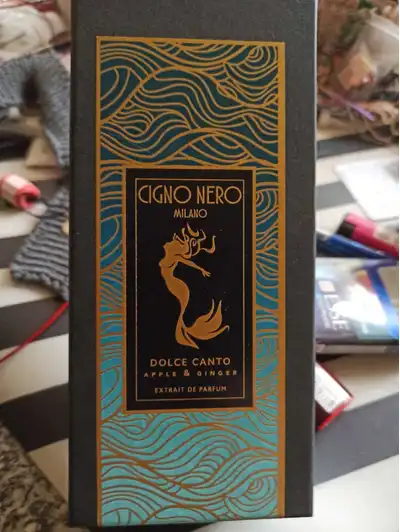 CIGNO NERO
MILANO
DOLCE CANTO
APPLE & GINGER
EXTRAIT DE PARFUM